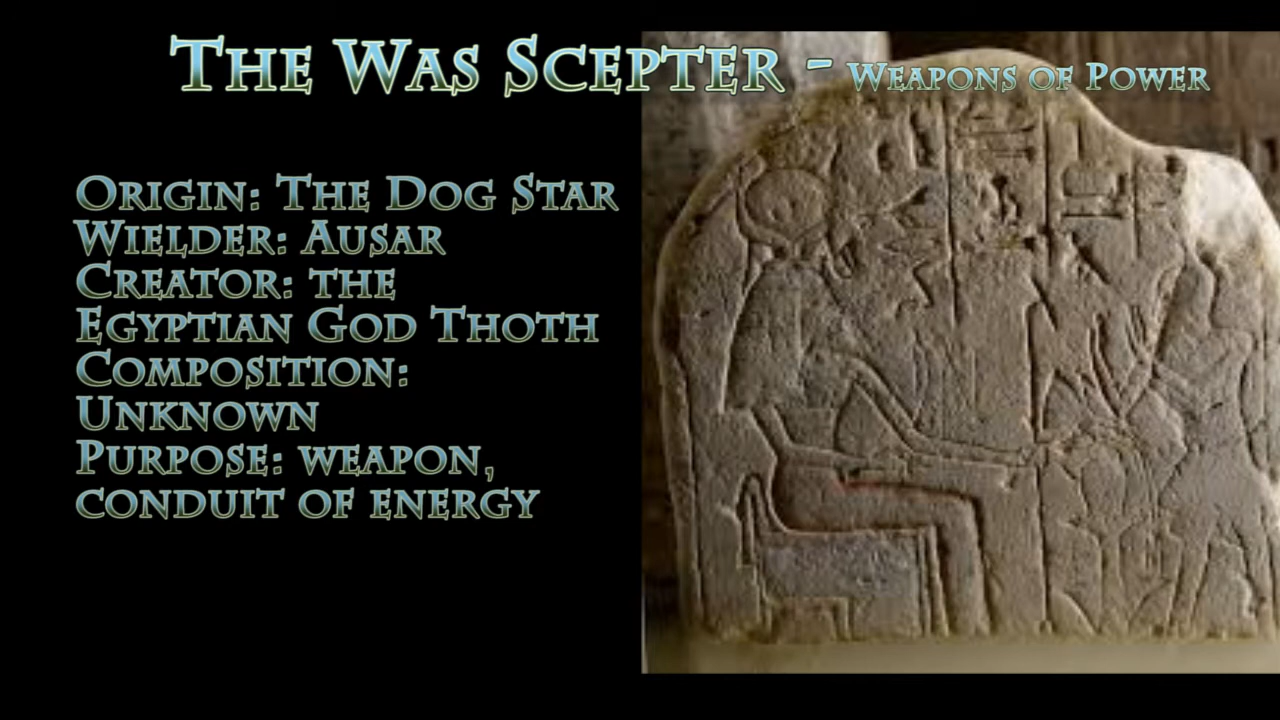 The Was Scepter - Weapons of Power
Origin: The Dog Star
Wielder: Ausar
Creator: the
Egyptian God Thoth
Composition:
Unknown
Purpose: weapon,
conduit of energy